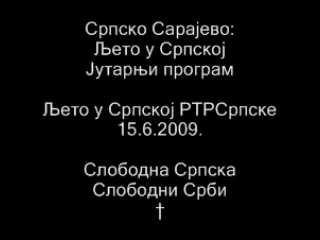 Српско Сарајево:
Љето у Српској
Јутарњи програм
Љето у Српској РТРСрпске
15.6.2009.
Слободна Српска
Слободни Срби
†